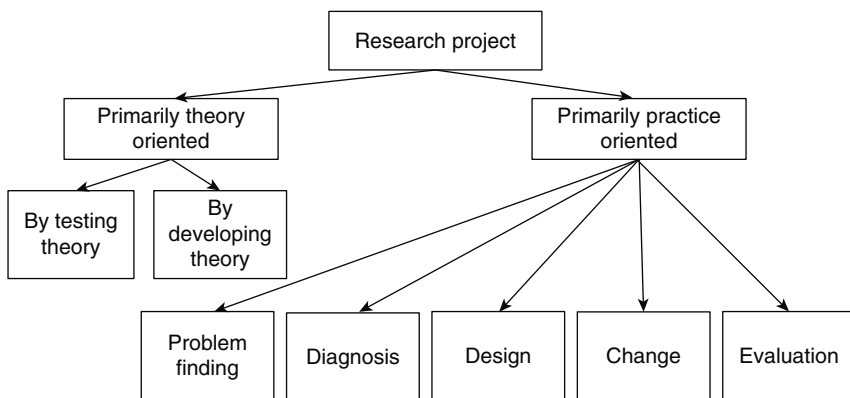 Research project
Primarily theory
oriented
Primarily practice
oriented
By testing
theory
By
developing
theory
Problem
finding
Diagnosis
Design
Change
Evaluation